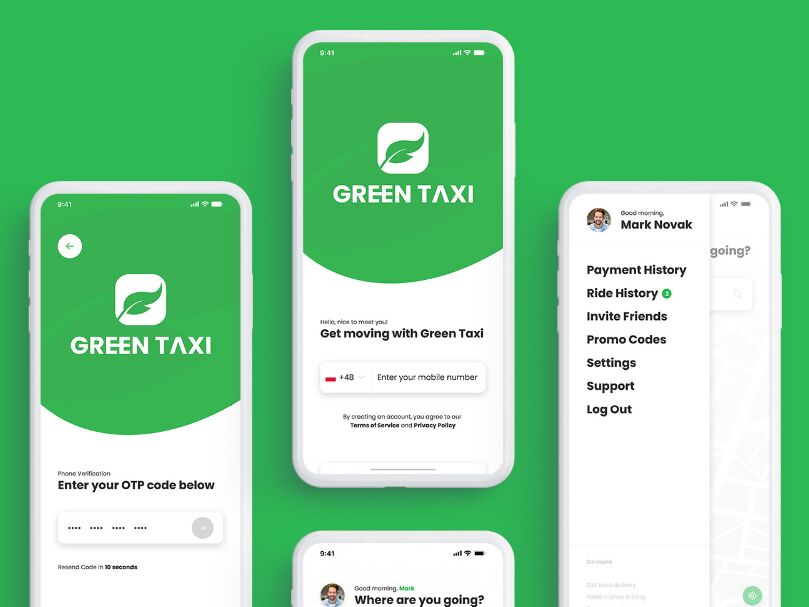 9:41
GREEN TAXI
Phone Verification
Enter your OTP code below
Resend Code in 10 seconds
9:41
GREEN TAXI
Hello, nice to meet you!
Get moving with Green Taxi
+48
Enter your mobile number
By creating an account, you agree to our
Terms of Service and Privacy Policy
9:41
Good morning, Mark
Where are you going?
Good morning,
Mark Novak
going?
Payment History
Ride History 2
Invite Friends
Promo Codes
Settings
Support
Log Out
Do more
Get food delivery
Make money driving